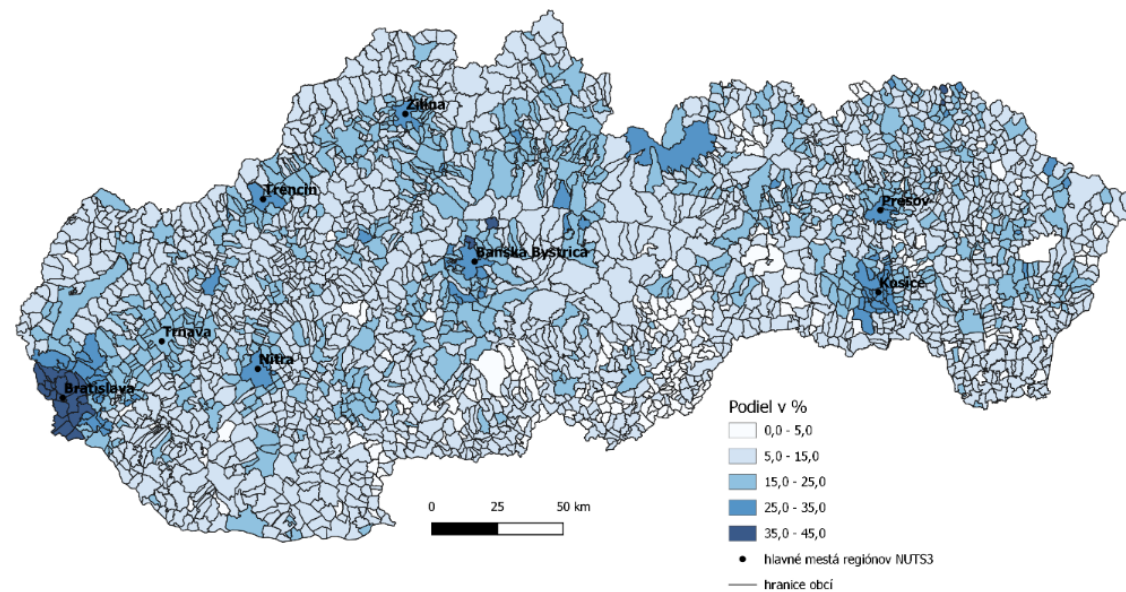 Žilina
Trenčín
Prešov
Banská Bystrica
Košice
Trnava
Nitra
Bratislava
Podiel v %
0,0 - 5,0
5,0 - 15,0
15,0 - 25,0
25,0 - 35,0
35,0 - 45,0
hlavné mestá regiónov NUTS3
hranice obcí
0 25 50 km